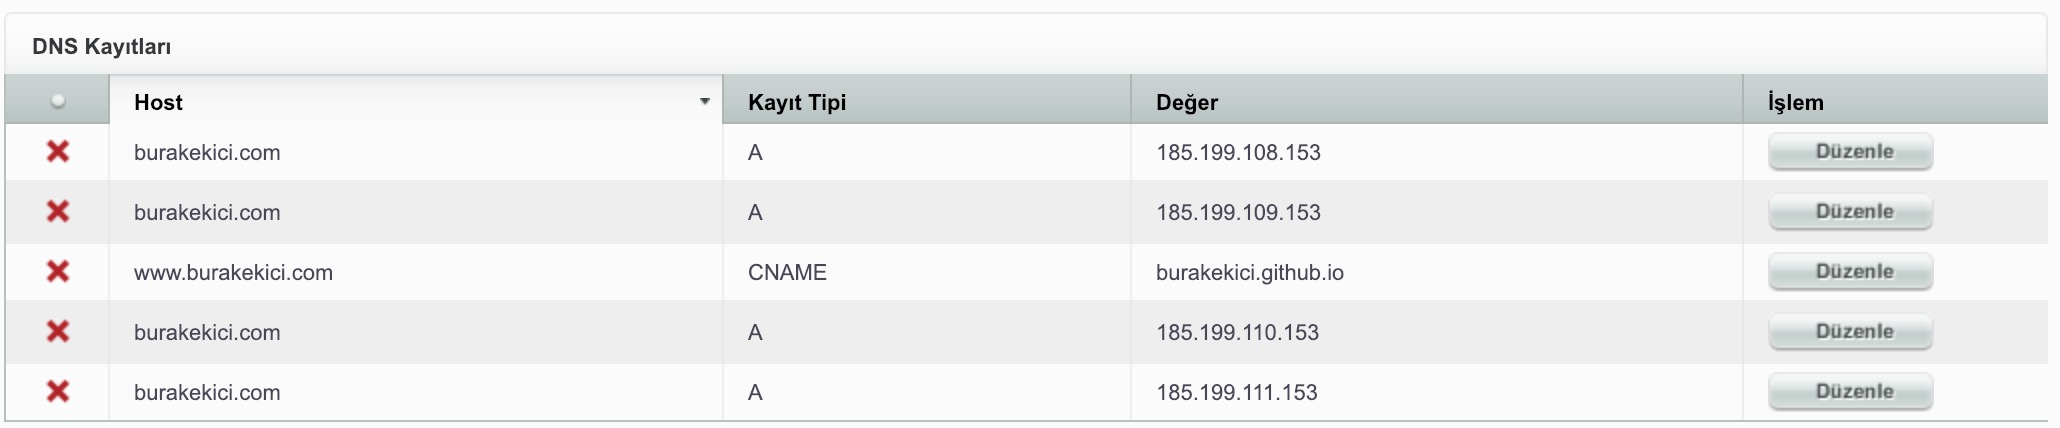 DNS Kayıtları
Host Kayıt Tipi Değer İşlem
burakekici.com A 185.199.108.153 Düzenle
burakekici.com A 185.199.109.153 Düzenle
www.burakekici.com CNAME burakekici.github.io Düzenle
burakekici.com A 185.199.110.153 Düzenle
burakekici.com A 185.199.111.153 Düzenle